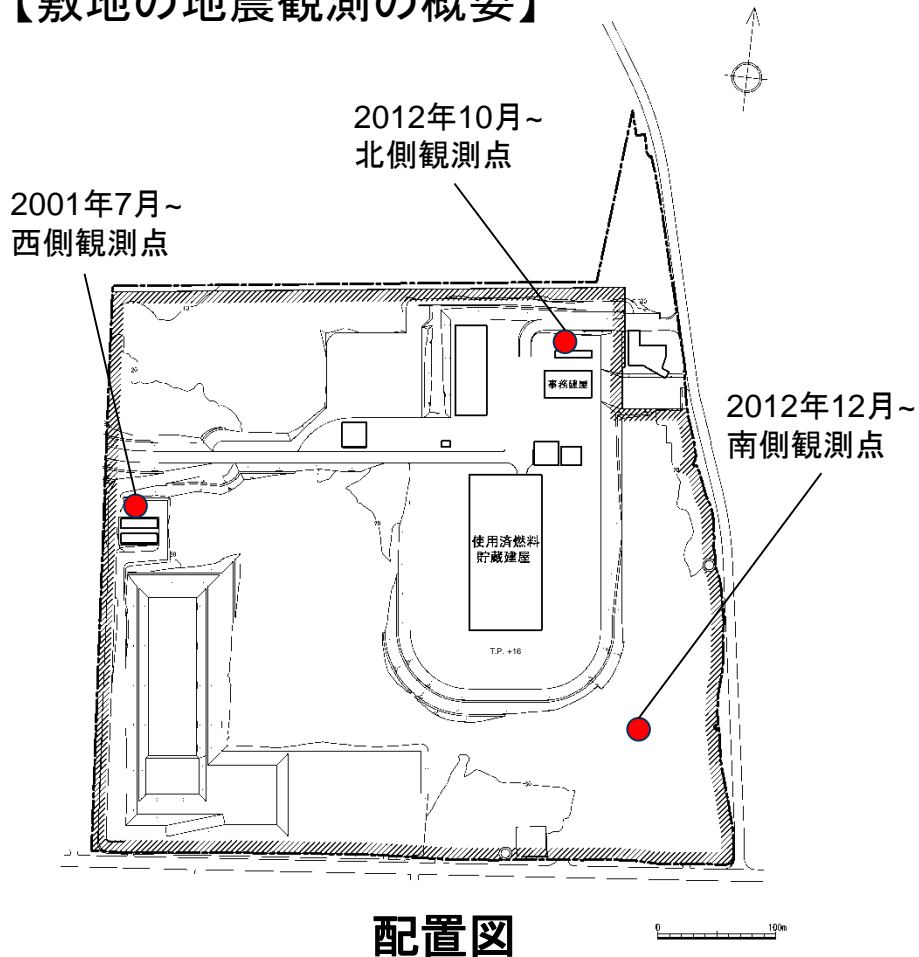 【敷地の地震観測の概要】
2012年10月~
北側観測点
2001年7月~
西側観測点
事務建屋
2012年12月~
南側観測点
使用済燃料
貯蔵建屋
T.P. +16
配置図
100m